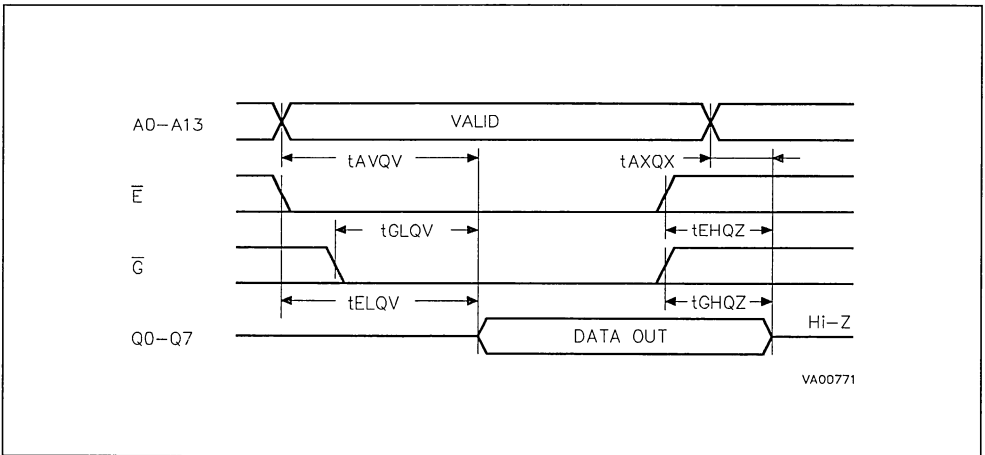 A0-A13 VALID
tAVQV tAXQX
E̅
tGLQV tEHQZ
G̅
tELQV tGHQZ
Q0-Q7 DATA OUT Hi-Z
VA00771